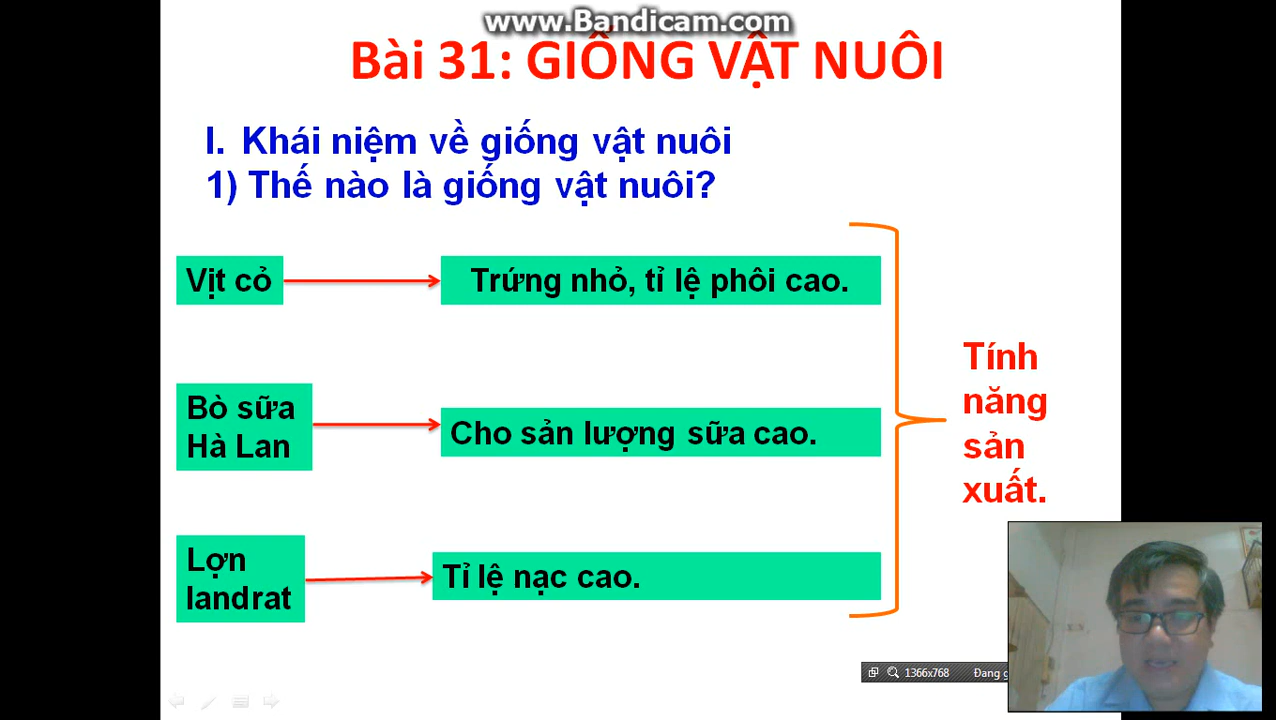 www.Bandicam.com
Bài 31: GIỐNG VẬT NUÔI
I. Khái niệm về giống vật nuôi
1) Thế nào là giống vật nuôi?
Vịt cỏ
Trứng nhỏ, tỉ lệ phôi cao.
Bò sữa
Hà Lan
Cho sản lượng sữa cao.
Lợn
landrat
Tỉ lệ nạc cao.
Tính
năng
sản
xuất.
1366x768 Đang